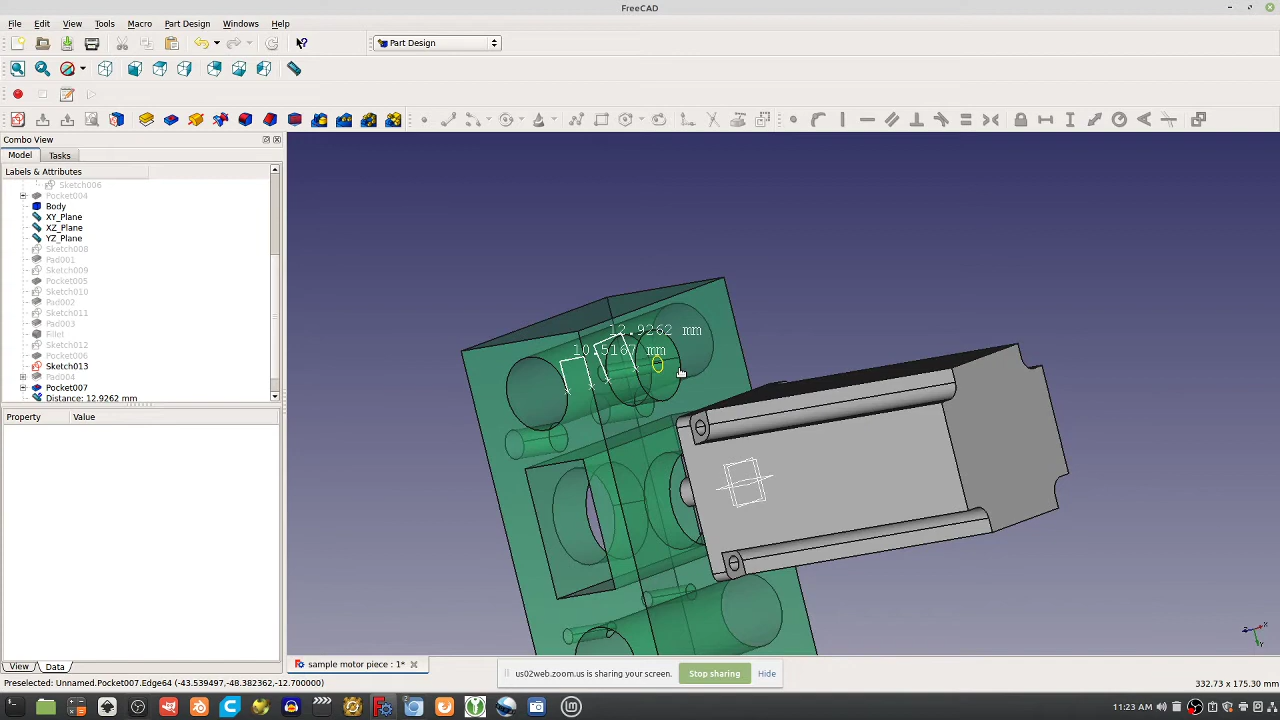 FreeCAD
File Edit View Tools Macro Part Design Windows Help
Part Design
Combo View
Model Tasks
Labels & Attributes
Sketch006
Pocket004
Body
XY_Plane
XZ_Plane
YZ_Plane
Sketch008
Pad001
Sketch009
Pocket005
Sketch010
Pad002
Sketch011
Pad003
Fillet
Sketch012
Pocket006
Sketch013
Pad004
Pocket007
Distance: 12.9262 mm
Property Value
12.9262 mm
10.5187 mm
View Data
sample motor piece : 1*
us02web.zoom.us is sharing your screen. Stop sharing Hide
Preselected: Unnamed.Pocket007.Edge64 (-43.539497, -48.382362, -12.700000)
332.73 x 175.30 mm
11:23 AM